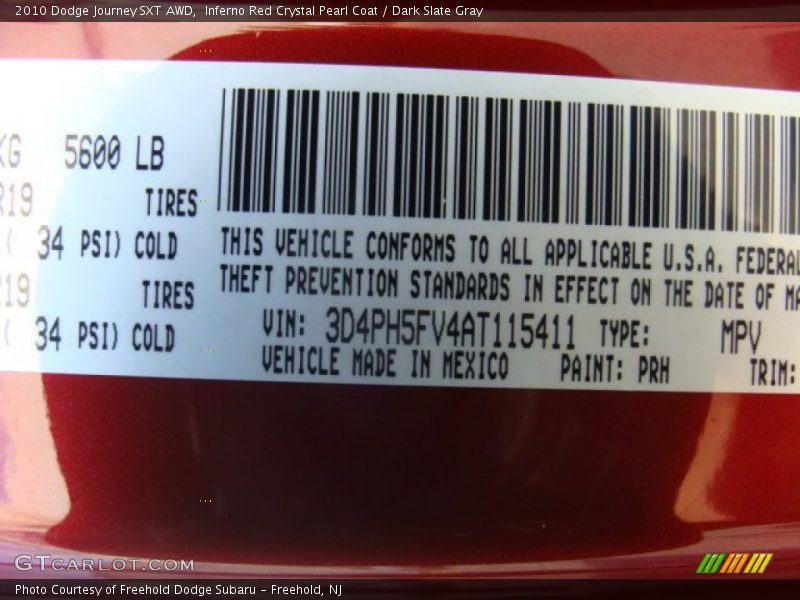 2010 Dodge Journey SXT AWD, Inferno Red Crystal Pearl Coat / Dark Slate Gray
KG 5600 LB
R19 TIRES
( 34 PSI) COLD
R19 TIRES
( 34 PSI) COLD
THIS VEHICLE CONFORMS TO ALL APPLICABLE U.S.A. FEDERAL
THEFT PREVENTION STANDARDS IN EFFECT ON THE DATE OF MA
VIN: 3D4PH5FV4AT115411 TYPE: MPV
VEHICLE MADE IN MEXICO PAINT: PRH TRIM:
GTCARLOT.COM
Photo Courtesy of Freehold Dodge Subaru - Freehold, NJ